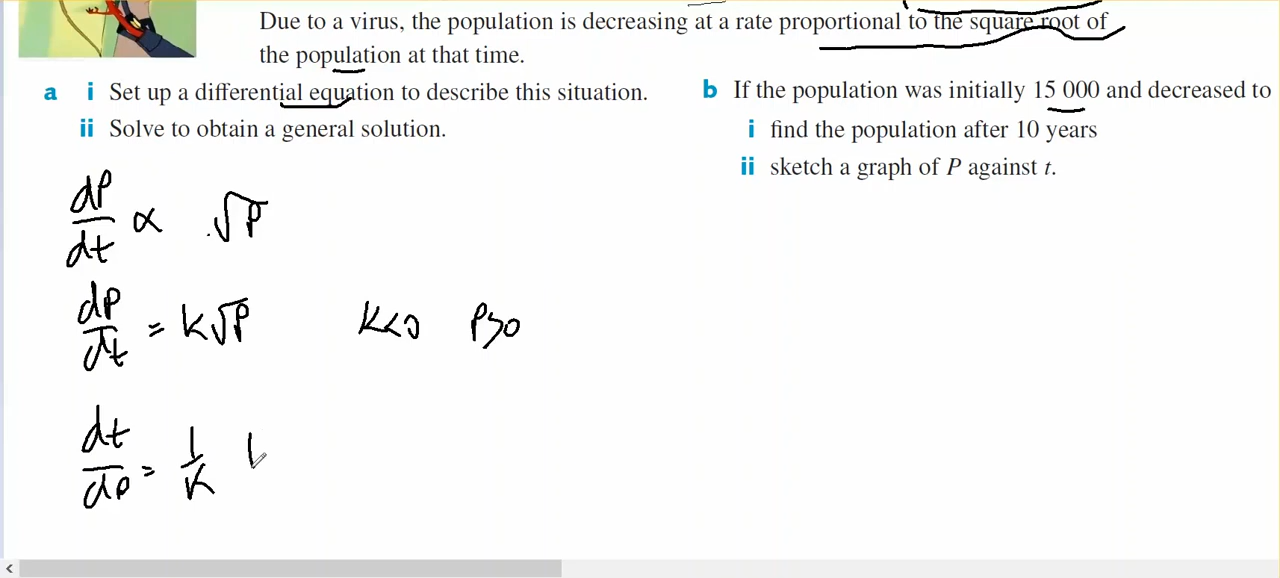 Due to a virus, the population is decreasing at a rate proportional to the square root of
the population at that time.
a i Set up a differential equation to describe this situation.
ii Solve to obtain a general solution.
b If the population was initially 15 000 and decreased to
i find the population after 10 years
ii sketch a graph of P against t.
dP/dt ∝ √P
dP/dt = k√P K<0 P>0
dt/dP = 1/K